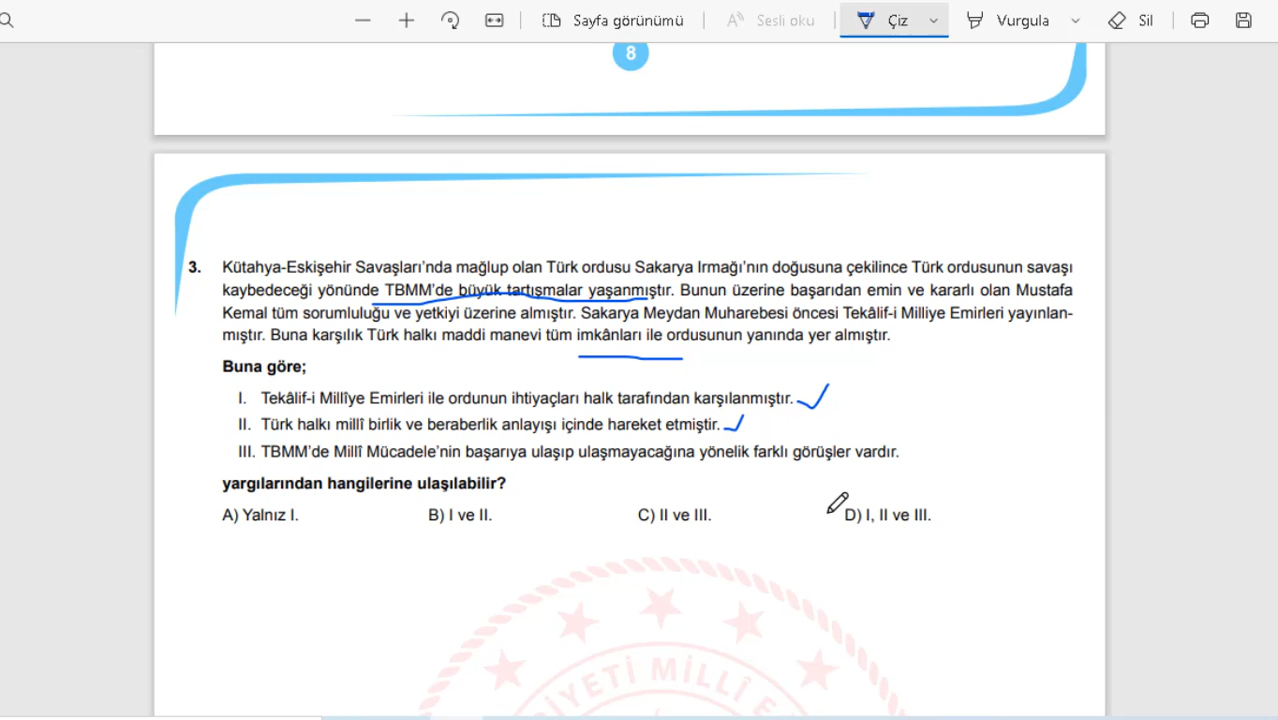 Sayfa görünümü
Sesli oku
Çiz
Vurgula
Sil
8
3. Kütahya-Eskişehir Savaşları’nda mağlup olan Türk ordusu Sakarya Irmağı’nın doğusuna çekilince Türk ordusunun savaşı
kaybedeceği yönünde TBMM’de büyük tartışmalar yaşanmıştır. Bunun üzerine başarıdan emin ve kararlı olan Mustafa
Kemal tüm sorumluluğu ve yetkiyi üzerine almıştır. Sakarya Meydan Muharebesi öncesi Tekâlif-i Milliye Emirleri yayınlan-
mıştır. Buna karşılık Türk halkı maddi manevi tüm imkânları ile ordusunun yanında yer almıştır.
Buna göre;
I. Tekâlif-i Millîye Emirleri ile ordunun ihtiyaçları halk tarafından karşılanmıştır.
II. Türk halkı millî birlik ve beraberlik anlayışı içinde hareket etmiştir.
III. TBMM’de Millî Mücadele’nin başarıya ulaşıp ulaşmayacağına yönelik farklı görüşler vardır.
yargılarından hangilerine ulaşılabilir?
A) Yalnız I. B) I ve II. C) II ve III. D) I, II ve III.
İYETİ MİLLÎ E